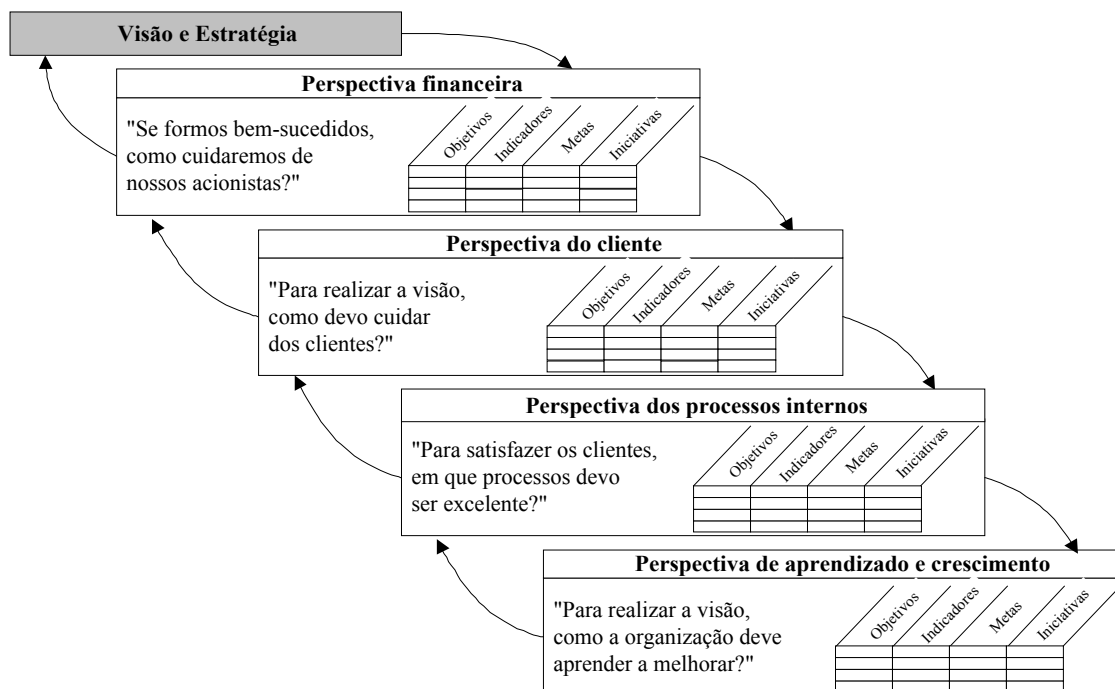 Visão e Estratégia
Perspectiva financeira
"Se formos bem-sucedidos,
como cuidaremos de
nossos acionistas?"
Objetivos
Indicadores
Metas
Iniciativas
Perspectiva do cliente
"Para realizar a visão,
como devo cuidar
dos clientes?"
Objetivos
Indicadores
Metas
Iniciativas
Perspectiva dos processos internos
"Para satisfazer os clientes,
em que processos devo
ser excelente?"
Objetivos
Indicadores
Metas
Iniciativas
Perspectiva de aprendizado e crescimento
"Para realizar a visão,
como a organização deve
aprender a melhorar?"
Objetivos
Indicadores
Metas
Iniciativas